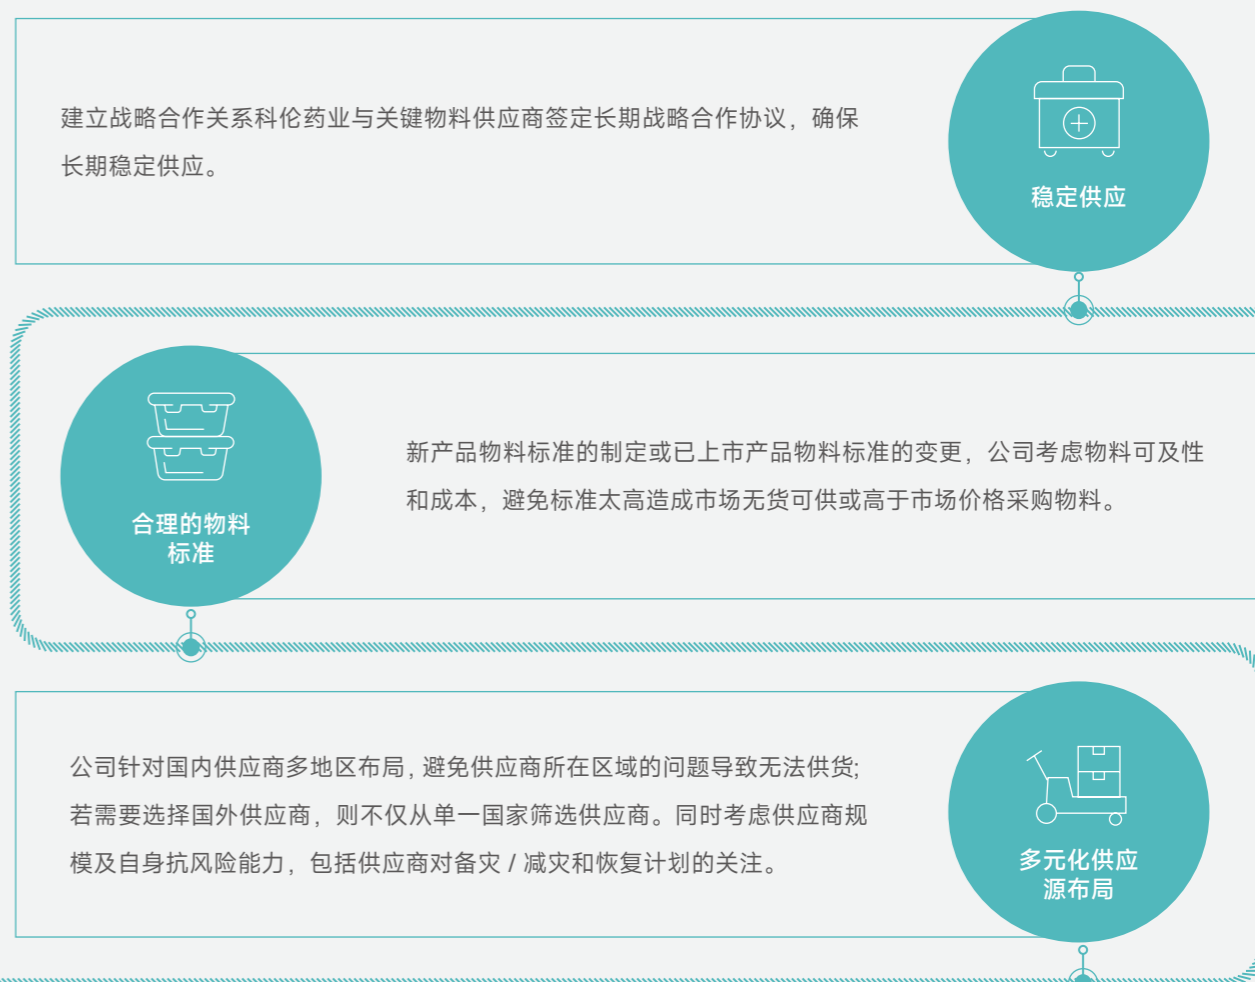 建立战略合作关系科伦药业与关键物料供应商签定长期战略合作协议，确保
长期稳定供应。
稳定供应
合理的物料
标准
新产品物料标准的制定或已上市产品物料标准的变更，公司考虑物料可及性
和成本，避免标准太高造成市场无货可供或高于市场价格采购物料。
公司针对国内供应商多地区布局，避免供应商所在区域的问题导致无法供货;
若需要选择国外供应商，则不仅从单一国家筛选供应商。同时考虑供应商规
模及自身抗风险能力，包括供应商对备灾 / 减灾和恢复计划的关注。
多元化供应
源布局